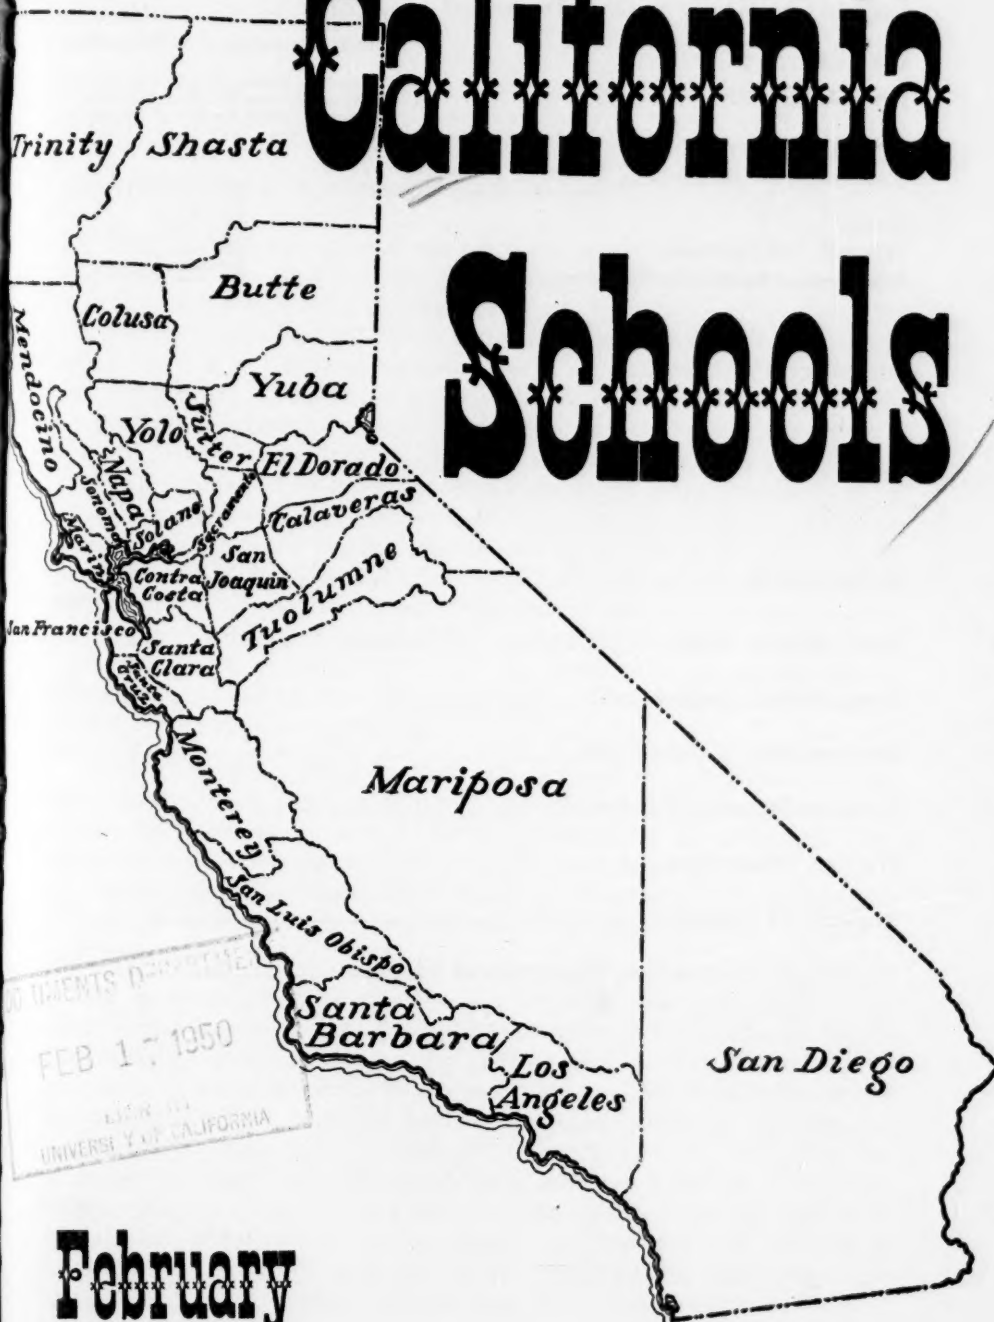 California
Trinity
Shasta
Schools
Butte
Colusa
Mendocino
Yuba
Sutter
Yolo
El Dorado
Napa
Sonoma
Sacramento
Calaveras
Solano
Marin
San
Joaquin
Contra
Costa
Tuolumne
San Francisco
Santa
Clara
Santa
Cruz
Monterey
Mariposa
San Luis Obispo
Santa
Barbara
San Diego
Los
Angeles
FEB 17 1950
UNIVERSITY OF CALIFORNIA
February